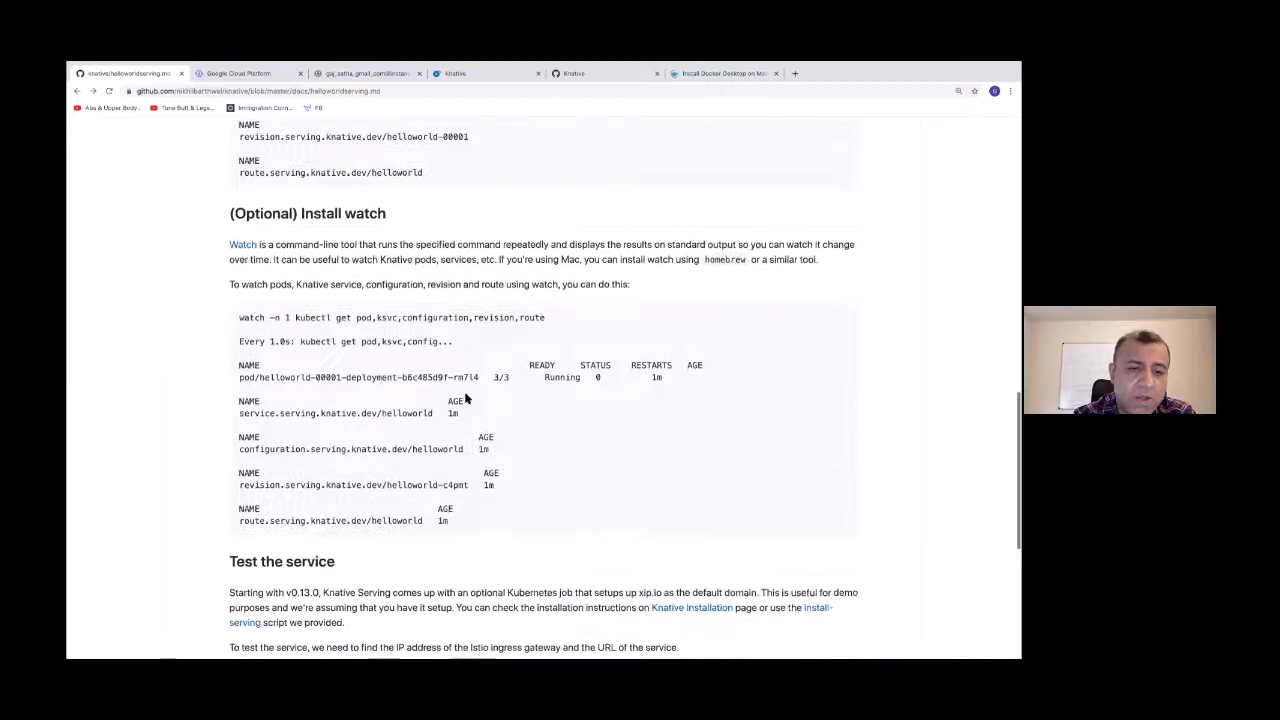 knative/helloworldserving.md
Google Cloud Platform
Knative
Knative
Install Docker Desktop on Mac
github.com/nikhilbarthwal/knative/blob/master/docs/helloworldserving.md
Abs & Upper Body...
Tone Butt & Legs...
Immigration Conn...
FB
NAME
revision.serving.knative.dev/helloworld-00001
NAME
route.serving.knative.dev/helloworld
(Optional) Install watch
Watch is a command-line tool that runs the specified command repeatedly and displays the results on standard output so you can watch it change
over time. It can be useful to watch Knative pods, services, etc. If you're using Mac, you can install watch using homebrew or a similar tool.
To watch pods, Knative service, configuration, revision and route using watch, you can do this:
watch -n 1 kubectl get pod,ksvc,configuration,revision,route
Every 1.0s: kubectl get pod,ksvc,config...
NAME READY STATUS RESTARTS AGE
pod/helloworld-00001-deployment-b6c485d9f-rm7l4 3/3 Running 0 1m
NAME AGE
service.serving.knative.dev/helloworld 1m
NAME AGE
configuration.serving.knative.dev/helloworld 1m
NAME AGE
revision.serving.knative.dev/helloworld-c4pmt 1m
NAME AGE
route.serving.knative.dev/helloworld 1m
Test the service
Starting with v0.13.0, Knative Serving comes up with an optional Kubernetes job that setups up xip.io as the default domain. This is useful for demo
purposes and we're assuming that you have it setup. You can check the installation instructions on Knative Installation page or use the install-
serving script we provided.
To test the service, we need to find the IP address of the Istio ingress gateway and the URL of the service.